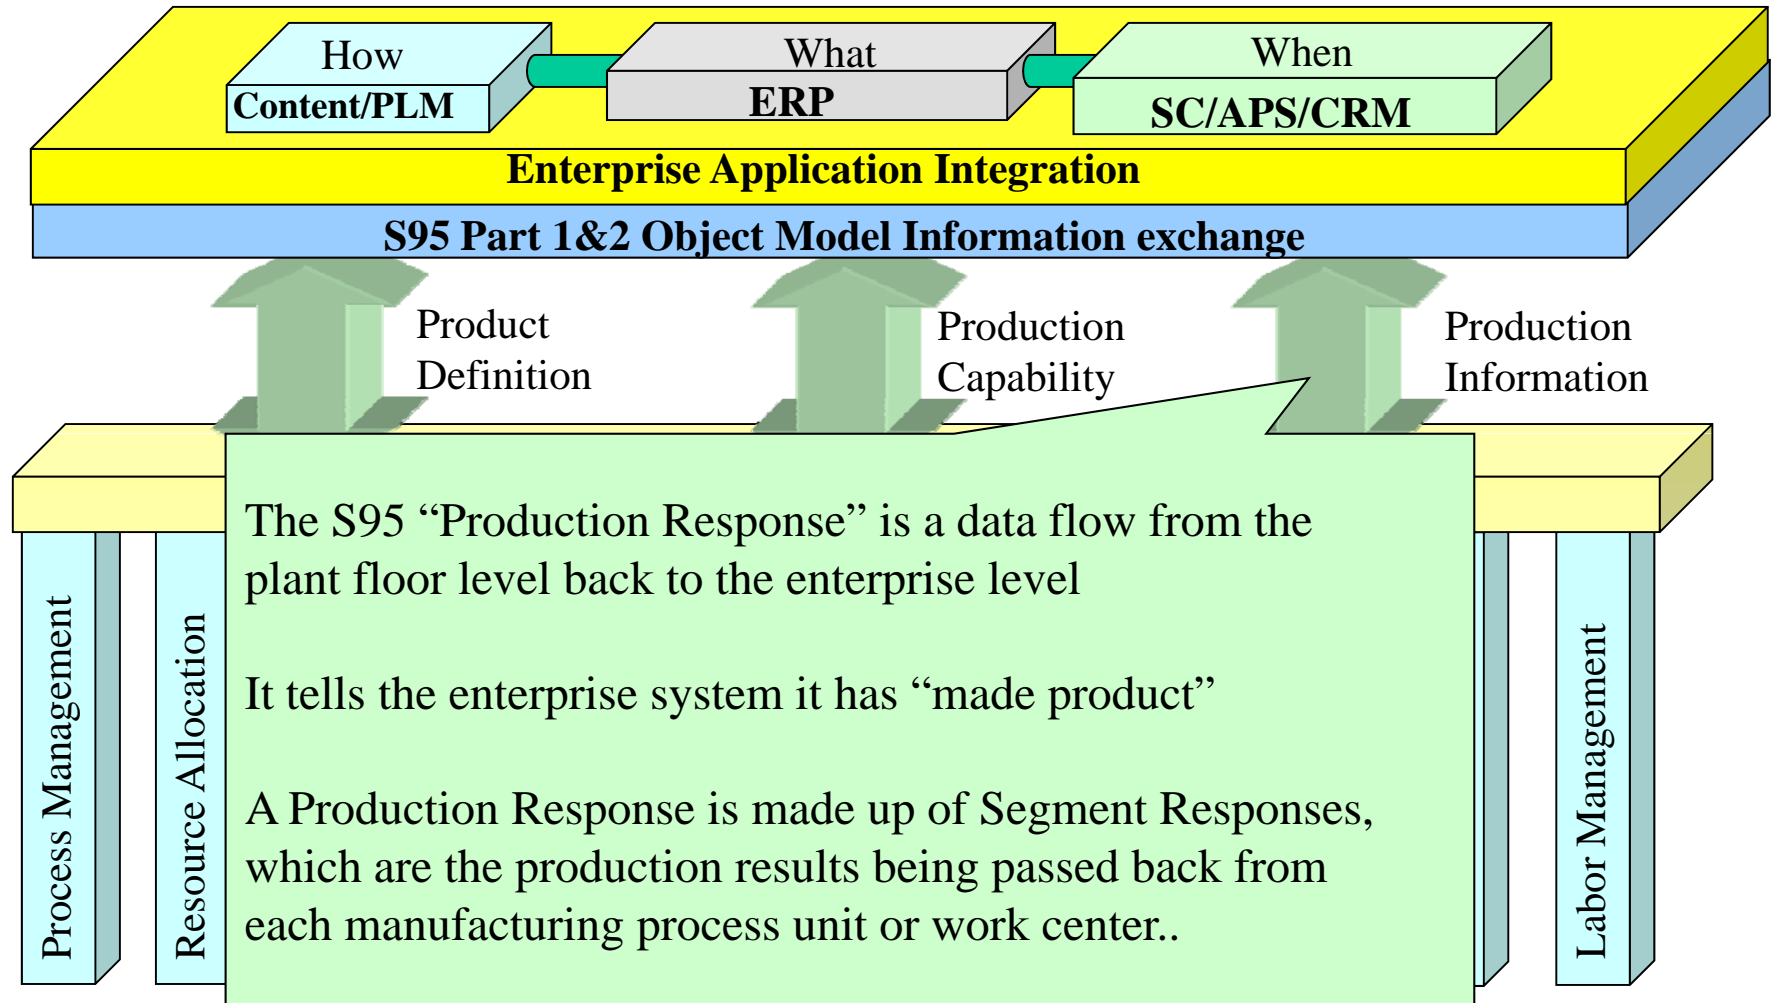 How
What
When
Content/PLM
ERP
SC/APS/CRM
Enterprise Application Integration
S95 Part 1&2 Object Model Information exchange
Product
Definition
Production
Capability
Production
Information
The S95 “Production Response” is a data flow from the
plant floor level back to the enterprise level
It tells the enterprise system it has “made product”
A Production Response is made up of Segment Responses,
which are the production results being passed back from
each manufacturing process unit or work center..
Process Management
Resource Allocation
Labor Management